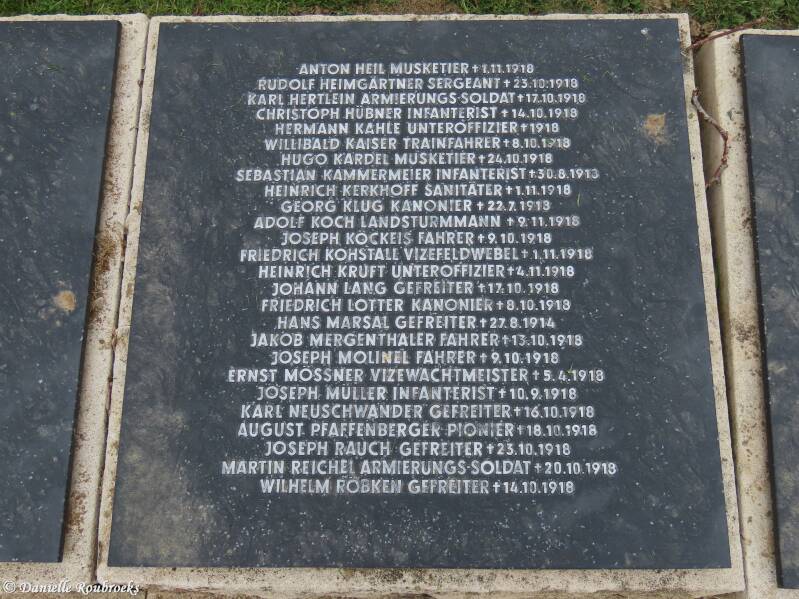 ANTON HEIL MUSKETIER † 1.11.1918
RUDOLF HEIMGÄRTNER SERGEANT † 23.10.1918
KARL HERTLEIN ARMIERUNGS-SOLDAT † 17.10.1918
CHRISTOPH HÜBNER INFANTERIST † 14.10.1918
HERMANN KAHLE UNTEROFFIZIER † 1918
WILLIBALD KAISER TRAINFAHRER † 8.10.1918
HUGO KARDEL MUSKETIER † 24.10.1918
SEBASTIAN KAMMERMEIER INFANTERIST † 30.8.1913
HEINRICH KERKHOFF SANITÄTER † 1.11.1918
GEORG KLUG KANONIER † 22.7.1918
ADOLF KOCH LANDSTURMMANN † 9.11.1918
JOSEPH KÖCKEIS FAHRER † 9.10.1918
FRIEDRICH KOHSTALL VIZEFELDWEBEL † 1.11.1918
HEINRICH KRUFT UNTEROFFIZIER † 4.11.1918
JOHANN LANG GEFREITER † 17.10.1918
FRIEDRICH LOTTER KANONIER † 8.10.1918
HANS MARSAL GEFREITER † 27.8.1914
JAKOB MERGENTHALER FAHRER † 13.10.1918
JOSEPH MOLINEL FAHRER † 9.10.1918
ERNST MÖSSNER VIZEWACHTMEISTER † 5.4.1918
JOSEPH MÜLLER INFANTERIST † 10.9.1918
KARL NEUSCHWANDER GEFREITER † 16.10.1918
AUGUST PFAFFENBERGER PIONIER † 18.10.1918
JOSEPH RAUCH GEFREITER † 23.10.1918
MARTIN REICHEL ARMIERUNGS-SOLDAT † 20.10.1918
WILHELM RÖBKEN GEFREITER † 14.10.1918
© Danielle Roubroeks